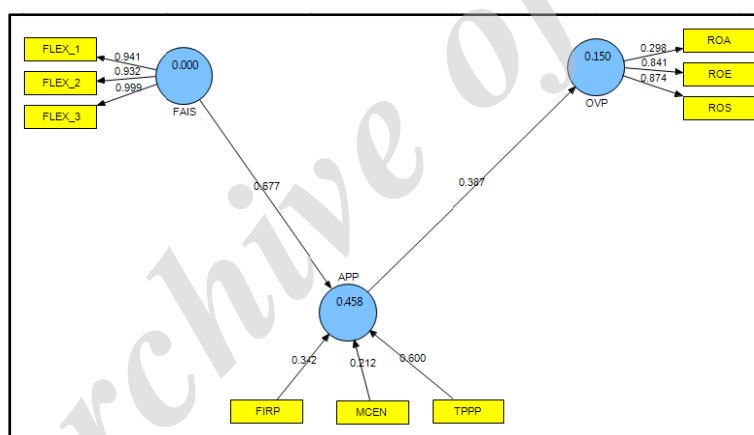 FLEX_1
0.941
FLEX_2
0.932
FLEX_3
0.999
0.000
FAIS
0.150
OVP
0.298
ROA
0.841
ROE
0.874
ROS
0.677
0.387
APP
0.458
0.342
0.212
0.600
FIRP
MCEN
TPPP
rchive of